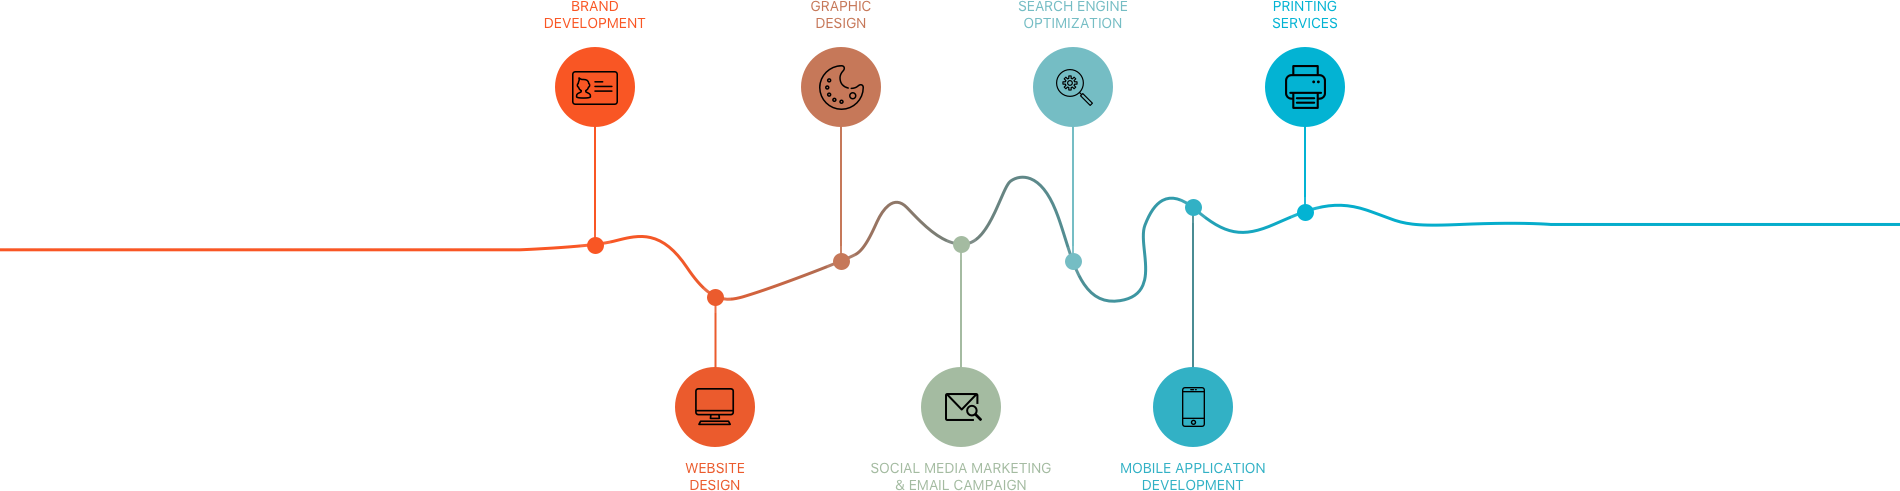 BRAND
DEVELOPMENT
GRAPHIC
DESIGN
SEARCH ENGINE
OPTIMIZATION
PRINTING
SERVICES
WEBSITE
DESIGN
SOCIAL MEDIA MARKETING
& EMAIL CAMPAIGN
MOBILE APPLICATION
DEVELOPMENT